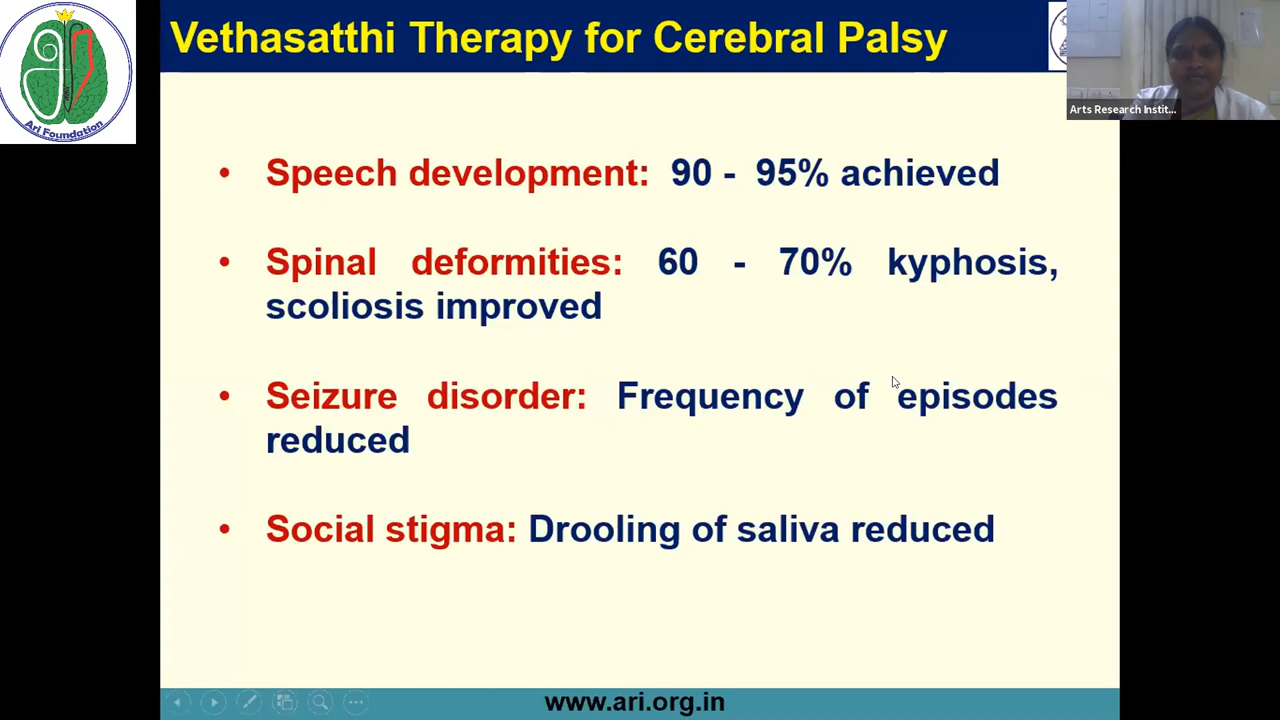 Vethasatthi Therapy for Cerebral Palsy
Ari Foundation
Arts Research Instit...
• Speech development: 90 - 95% achieved
• Spinal deformities: 60 - 70% kyphosis,
scoliosis improved
• Seizure disorder: Frequency of episodes
reduced
• Social stigma: Drooling of saliva reduced
www.ari.org.in